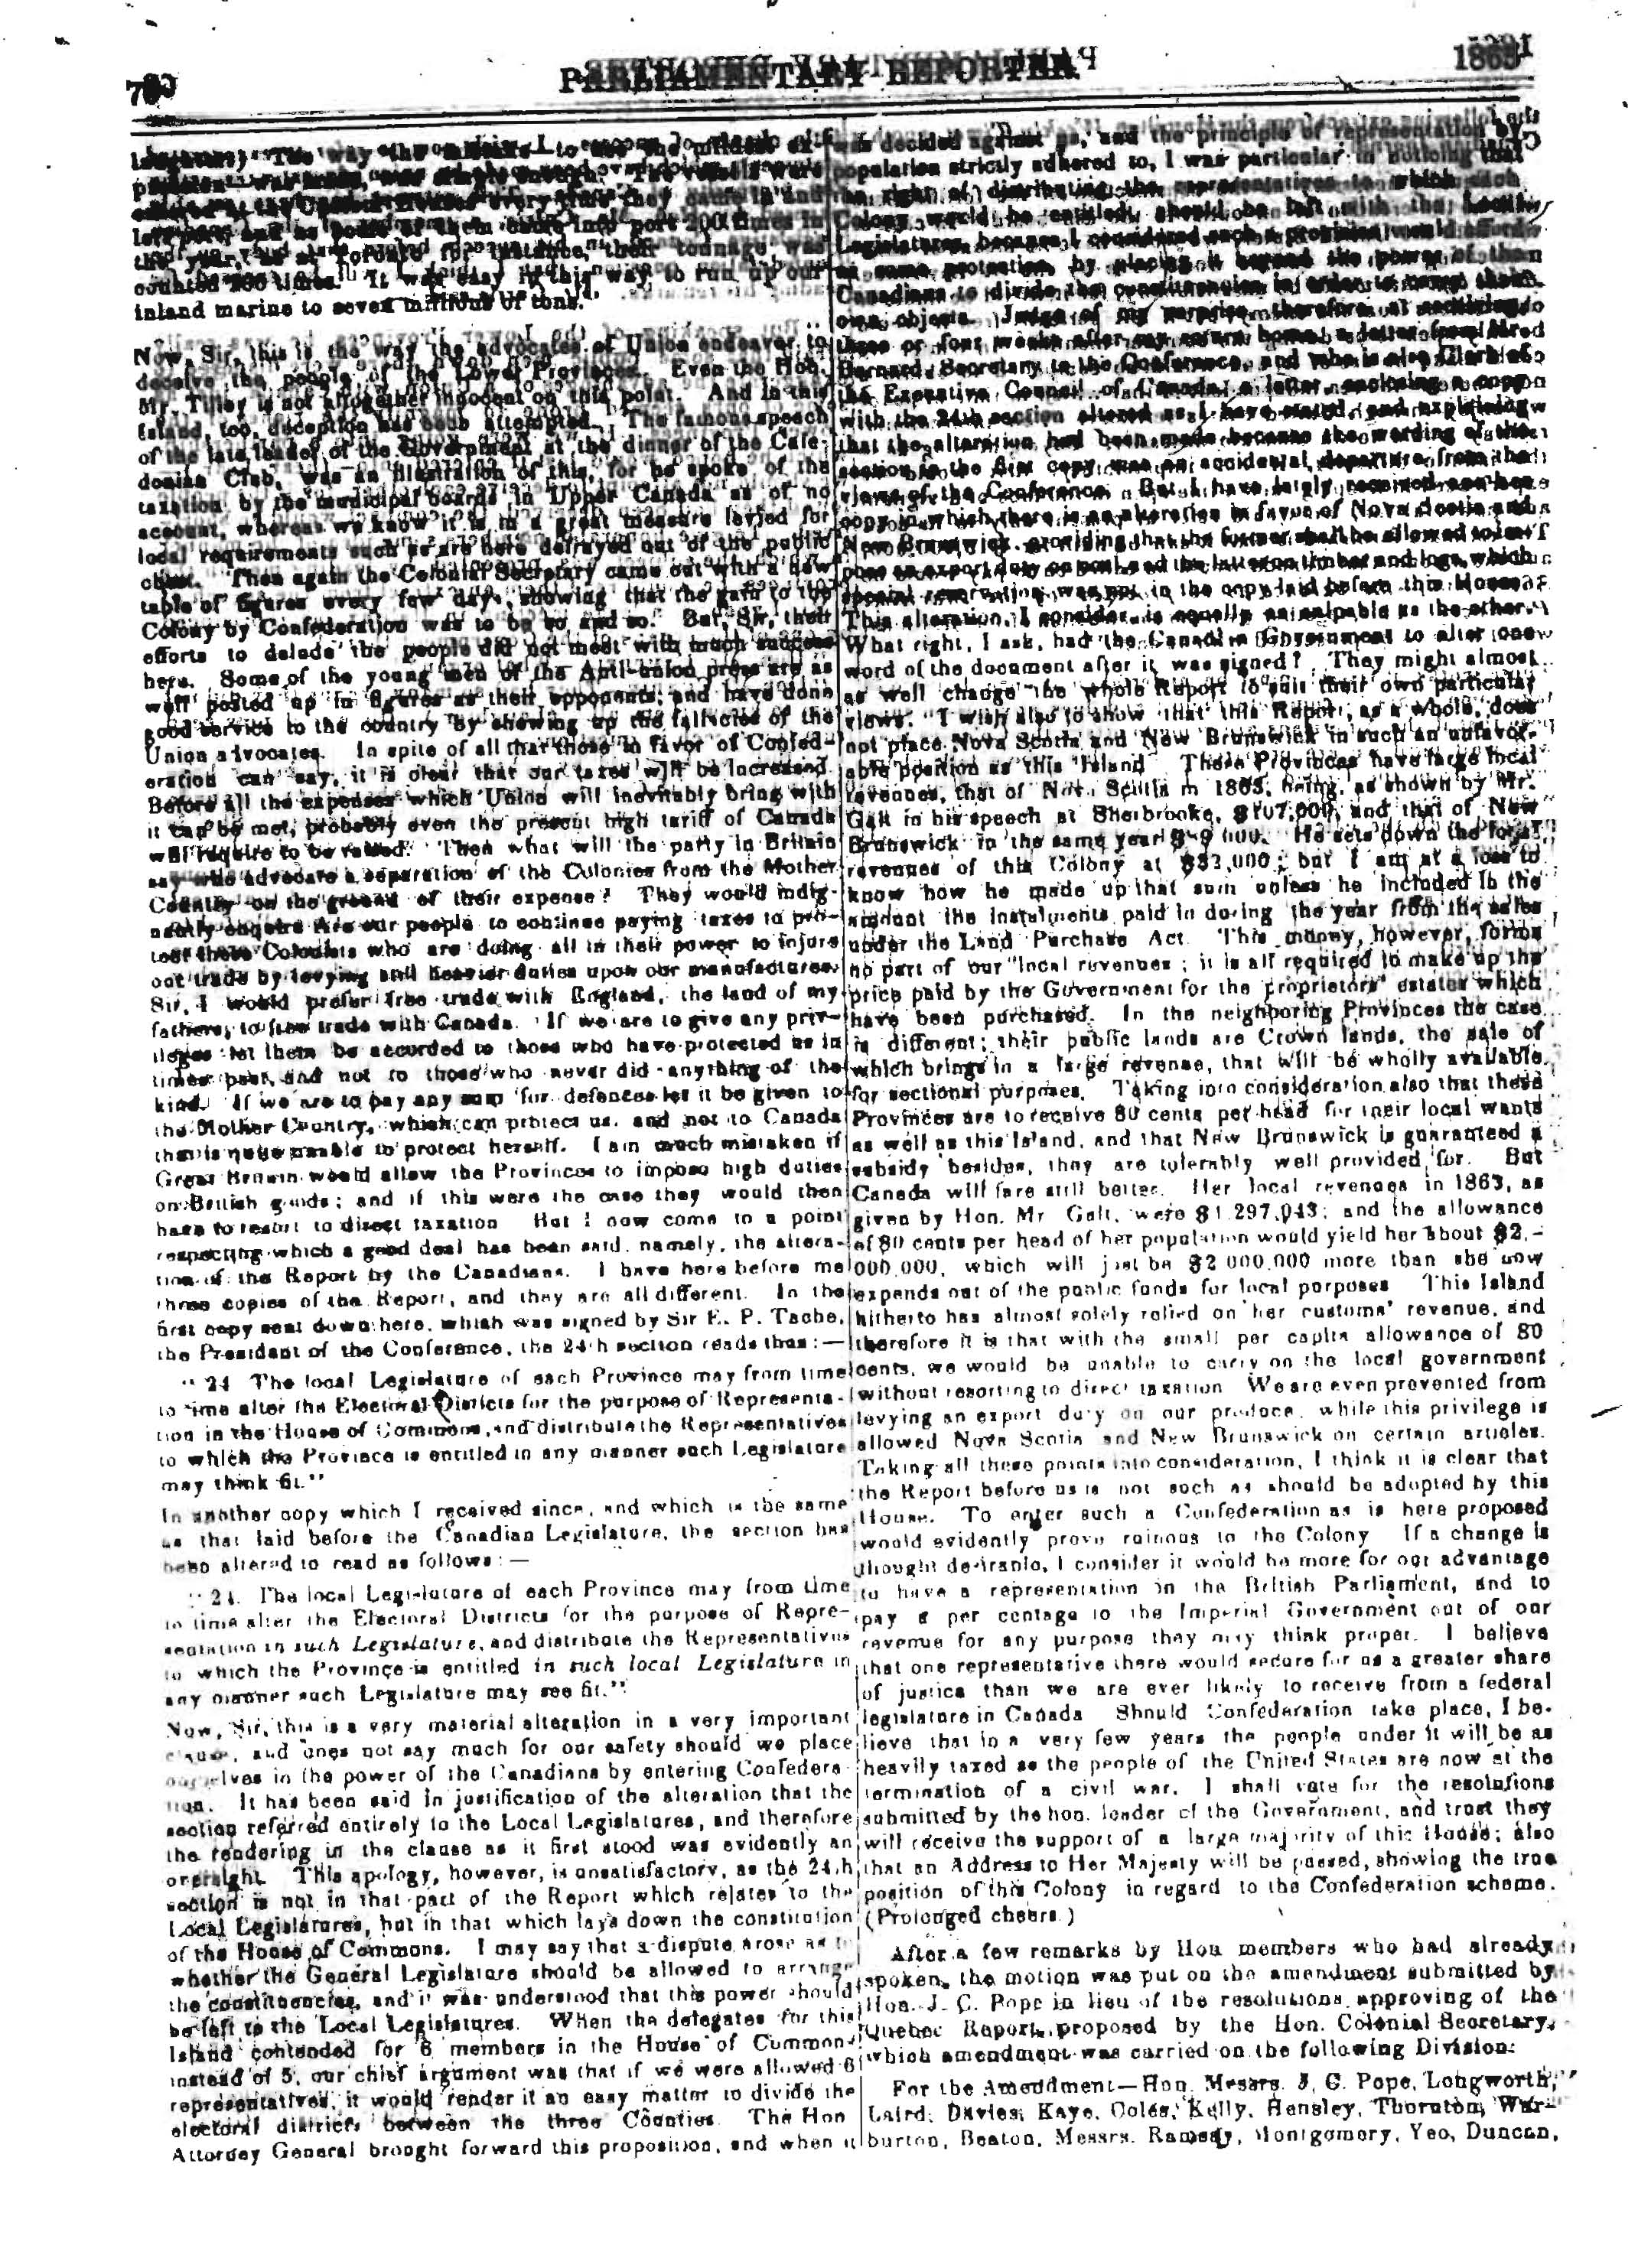 PARLIAMENTARY REPORTER.
1865
inland marine to seven millions of tons.
Now, Sir, this is the way the advocates of Union endeavor to
deceive the people of the Lower Provinces. Even the Hon.
Mr. Tilley is not altogether innocent on this point. And in this
Island, too, deception has been attempted. The famous speech
of the late leader of the Government at the dinner of the Cale-
donian Club, was an illustration of this, for he spoke of the
taxation by the municipal boards in Upper Canada as of no
account, whereas we know it is in a great measure levied for
local requirements such as are here defrayed out of the public
chest. Then again the Colonial Secretary came out with a new
table of figures every few days, showing that the gain to the
Colony by Confederation was to be so and so. But, Sir, their
efforts to delude the people did not meet with much success
here. Some of the young men of the Anti-union press are as
well posted up in figures as their opponents, and have done
good service to the country by showing up the fallacies of the
Union advocates. In spite of all that those in favor of Confed-
eration can say, it is clear that our taxes will be increased.
Before all the expenses which Union will inevitably bring with
it can be met, probably even the present high tariff of Canada
will require to be raised. Then what will the party in Britain
say who advocate a separation of the Colonies from the Mother
Country on the ground of their expense? They would indig-
nantly enquire Are our people to continue paying taxes to pro-
tect these Colonists who are doing all in their power to injure
our trade by levying still heavier duties upon our manufactures.
Sir, I would prefer free trade with England, the land of my
fathers, to free trade with Canada. If we are to give any priv-
ileges let them be accorded to those who have protected us in
times past, and not to those who never did anything of the
kind. If we are to pay any sum for defences let it be given to
the Mother Country, which can protect us, and not to Canada
that is quite unable to protect herself. I am much mistaken if
Great Britain would allow the Provinces to impose high duties
on British goods; and if this were the case they would then
have to resort to direct taxation But I now come to a point
respecting which a good deal has been said, namely, the altera-
tion of the Report by the Canadians. I have here before me
three copies of the Report, and they are all different. In the
first copy sent down here, which was signed by Sir E. P. Tache,
the President of the Conference, the 24th section reads thus:—
"24 The local Legislature of each Province may from time
to time alter the Electoral Districts for the purpose of Representa-
tion in the House of Commons, and distribute the Representatives
to which the Province is entitled in any manner such Legislature
may think fit."
In another copy which I received since, and which is the same
as that laid before the Canadian Legislature, the section has
been altered to read as follows:—
"24. The local Legislature of each Province may from time
to time alter the Electoral Districts for the purpose of Repre-
sentation in such Legislature, and distribute the Representatives
to which the Province is entitled in such local Legislature in
any manner such Legislature may see fit."
Now, Sir, this is a very material alteration in a very important
clause, and does not say much for our safety should we place
ourselves in the power of the Canadians by entering Confedera-
tion. It has been said in justification of the alteration that the
section referred entirely to the Local Legislatures, and therefore
the rendering in the clause as it first stood was evidently an
oversight. This apology, however, is unsatisfactory, as the 24th
section is not in that part of the Report which relates to the
Local Legislatures, but in that which lays down the constitution
of the House of Commons. I may say that a dispute arose as to
whether the General Legislature should be allowed to arrange
the constituencies, and it was understood that this power should
be left to the Local Legislatures. When the delegates for this
Island contended for 6 members in the House of Commons
instead of 5, our chief argument was that if we were allowed 6
representatives, it would render it an easy matter to divide the
electoral districts between the three Counties. The Hon
Attorney General brought forward this proposition, and when it
was decided against us, and the principle of representation by
population strictly adhered to, I was particular in noticing that
the right of distributing the representatives to which each
Colony would be entitled, should be left with the Local
Legislatures, because I considered such a provision would afford
us some protection by placing it beyond the power of the
Canadians to divide the constituencies in order to
own objects. Judge of my surprise therefore at receiving
three or four weeks after my return home a letter from
Bernard Secretary to the Conference, and who is also Clerk of
the Executive Council of Canada, a letter enclosing a copy
with the 24th section altered as I have stated, and explaining
that the alteration had been made because the wording of the
section in the first copy was an accidental departure from the
views of the Conference. But I have lately received another
copy in which there is an alteration in favor of Nova Scotia and
New Brunswick, providing that the former shall be allowed to im-
pose an export duty on coal and the latter on timber and logs, which
special reservation was not in the copy laid before this House.
This alteration, I consider, is equally as culpable as the other.
What right, I ask, had the Canadian Government to alter one
word of the document after it was signed? They might almost
as well change the whole Report to suit their own particular
views. I wish also to show that this Report, as a whole, does
not place Nova Scotia and New Brunswick in such an unfavor-
able position as this Island These Provinces have large local
revenues, that of Nova Scotia in 1863, being, as shown by Mr.
Galt in his speech at Sherbrooke, $107,000, and that of New
Brunswick in the same year He sets down the local
revenues of this Colony at $32,000; but I am at a loss to
know how he made up that sum unless he included in the
amount the instalments paid in during the year from the sales
under the Land Purchase Act. This money, however, forms
no part of our local revenues; it is all required to make up the
price paid by the Government for the proprietors' estates which
have been purchased. In the neighboring Provinces the case
is different; their public lands are Crown lands, the sale of
which brings in a large revenue, that will be wholly available
for sectional purposes. Taking into consideration also that these
Provinces are to receive 80 cents per head for their local wants
as well as this Island, and that New Brunswick is guaranteed a
subsidy besides, they are tolerably well provided for. But
Canada will fare still better. Her local revenues in 1863, as
given by Hon. Mr Galt, were $1,297,043; and the allowance
of 80 cents per head of her population would yield her about $2,-
000,000, which will just be $2 000,000 more than she now
expends out of the public funds for local purposes This Island
hitherto has almost solely relied on her customs' revenue, and
therefore it is that with the small per capita allowance of 80
cents, we would be unable to carry on the local government
without resorting to direct taxation We are even prevented from
levying an export duty on our produce, while this privilege is
allowed Nova Scotia and New Brunswick on certain articles.
Taking all these points into consideration, I think it is clear that
the Report before us is not such as should be adopted by this
House. To enter such a Confederation as is here proposed
would evidently prove ruinous to the Colony If a change is
thought desirable, I consider it would be more for our advantage
to have a representation in the British Parliament, and to
pay a per centage to the Imperial Government out of our
revenue for any purpose they may think proper. I believe
that one representative there would secure for us a greater share
of justice than we are ever likely to receive from a federal
legislature in Canada Should Confederation take place, I be-
lieve that in a very few years the people under it will be as
heavily taxed as the people of the United States are now at the
termination of a civil war. I shall vote for the resolutions
submitted by the hon. leader of the Government, and trust they
will receive the support of a large majority of this House; also
that an Address to Her Majesty will be passed, showing the true
position of this Colony in regard to the Confederation scheme.
(Prolonged cheers.)
After a few remarks by Hon members who had already
spoken, the motion was put on the amendment submitted by
Hon. J. C. Pope in lieu of the resolutions approving of the
Quebec Report, proposed by the Hon. Colonial Secretary,
which amendment was carried on the following Division:
For the Amendment—Hon. Messrs. J. C. Pope, Longworth,
Laird, Davies, Kaye, Coles, Kelly, Hensley, Thornton, War-
burton, Beaton, Messrs. Ramsay, Montgomery, Yeo, Duncan,